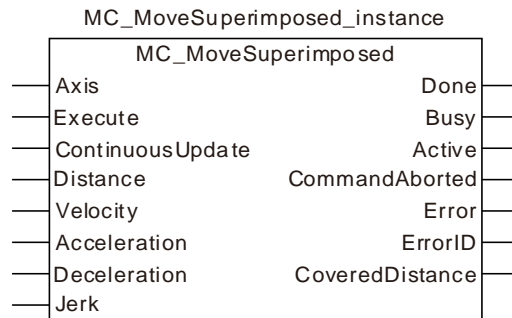 MC_MoveSuperimposed_instance
MC_MoveSuperimposed
Axis Done
Execute Busy
ContinuousUpdate Active
Distance CommandAborted
Velocity Error
Acceleration ErrorID
Deceleration CoveredDistance
Jerk